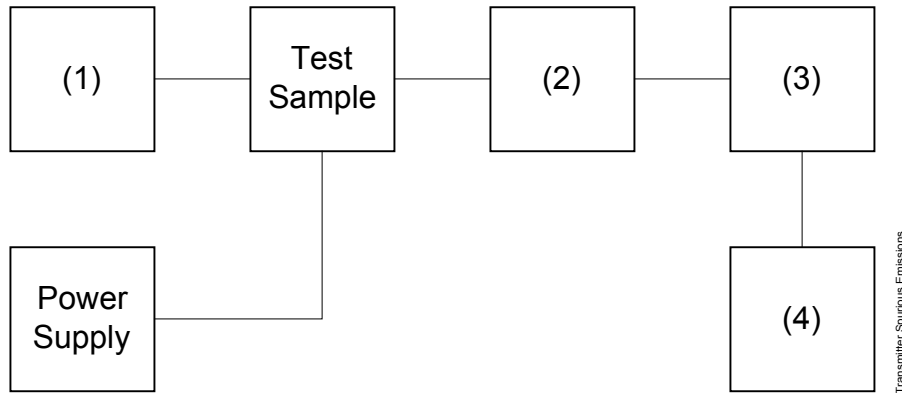 (1)
Test
Sample
(2)
(3)
Power
Supply
(4)
Transmitter Spurious Emissions